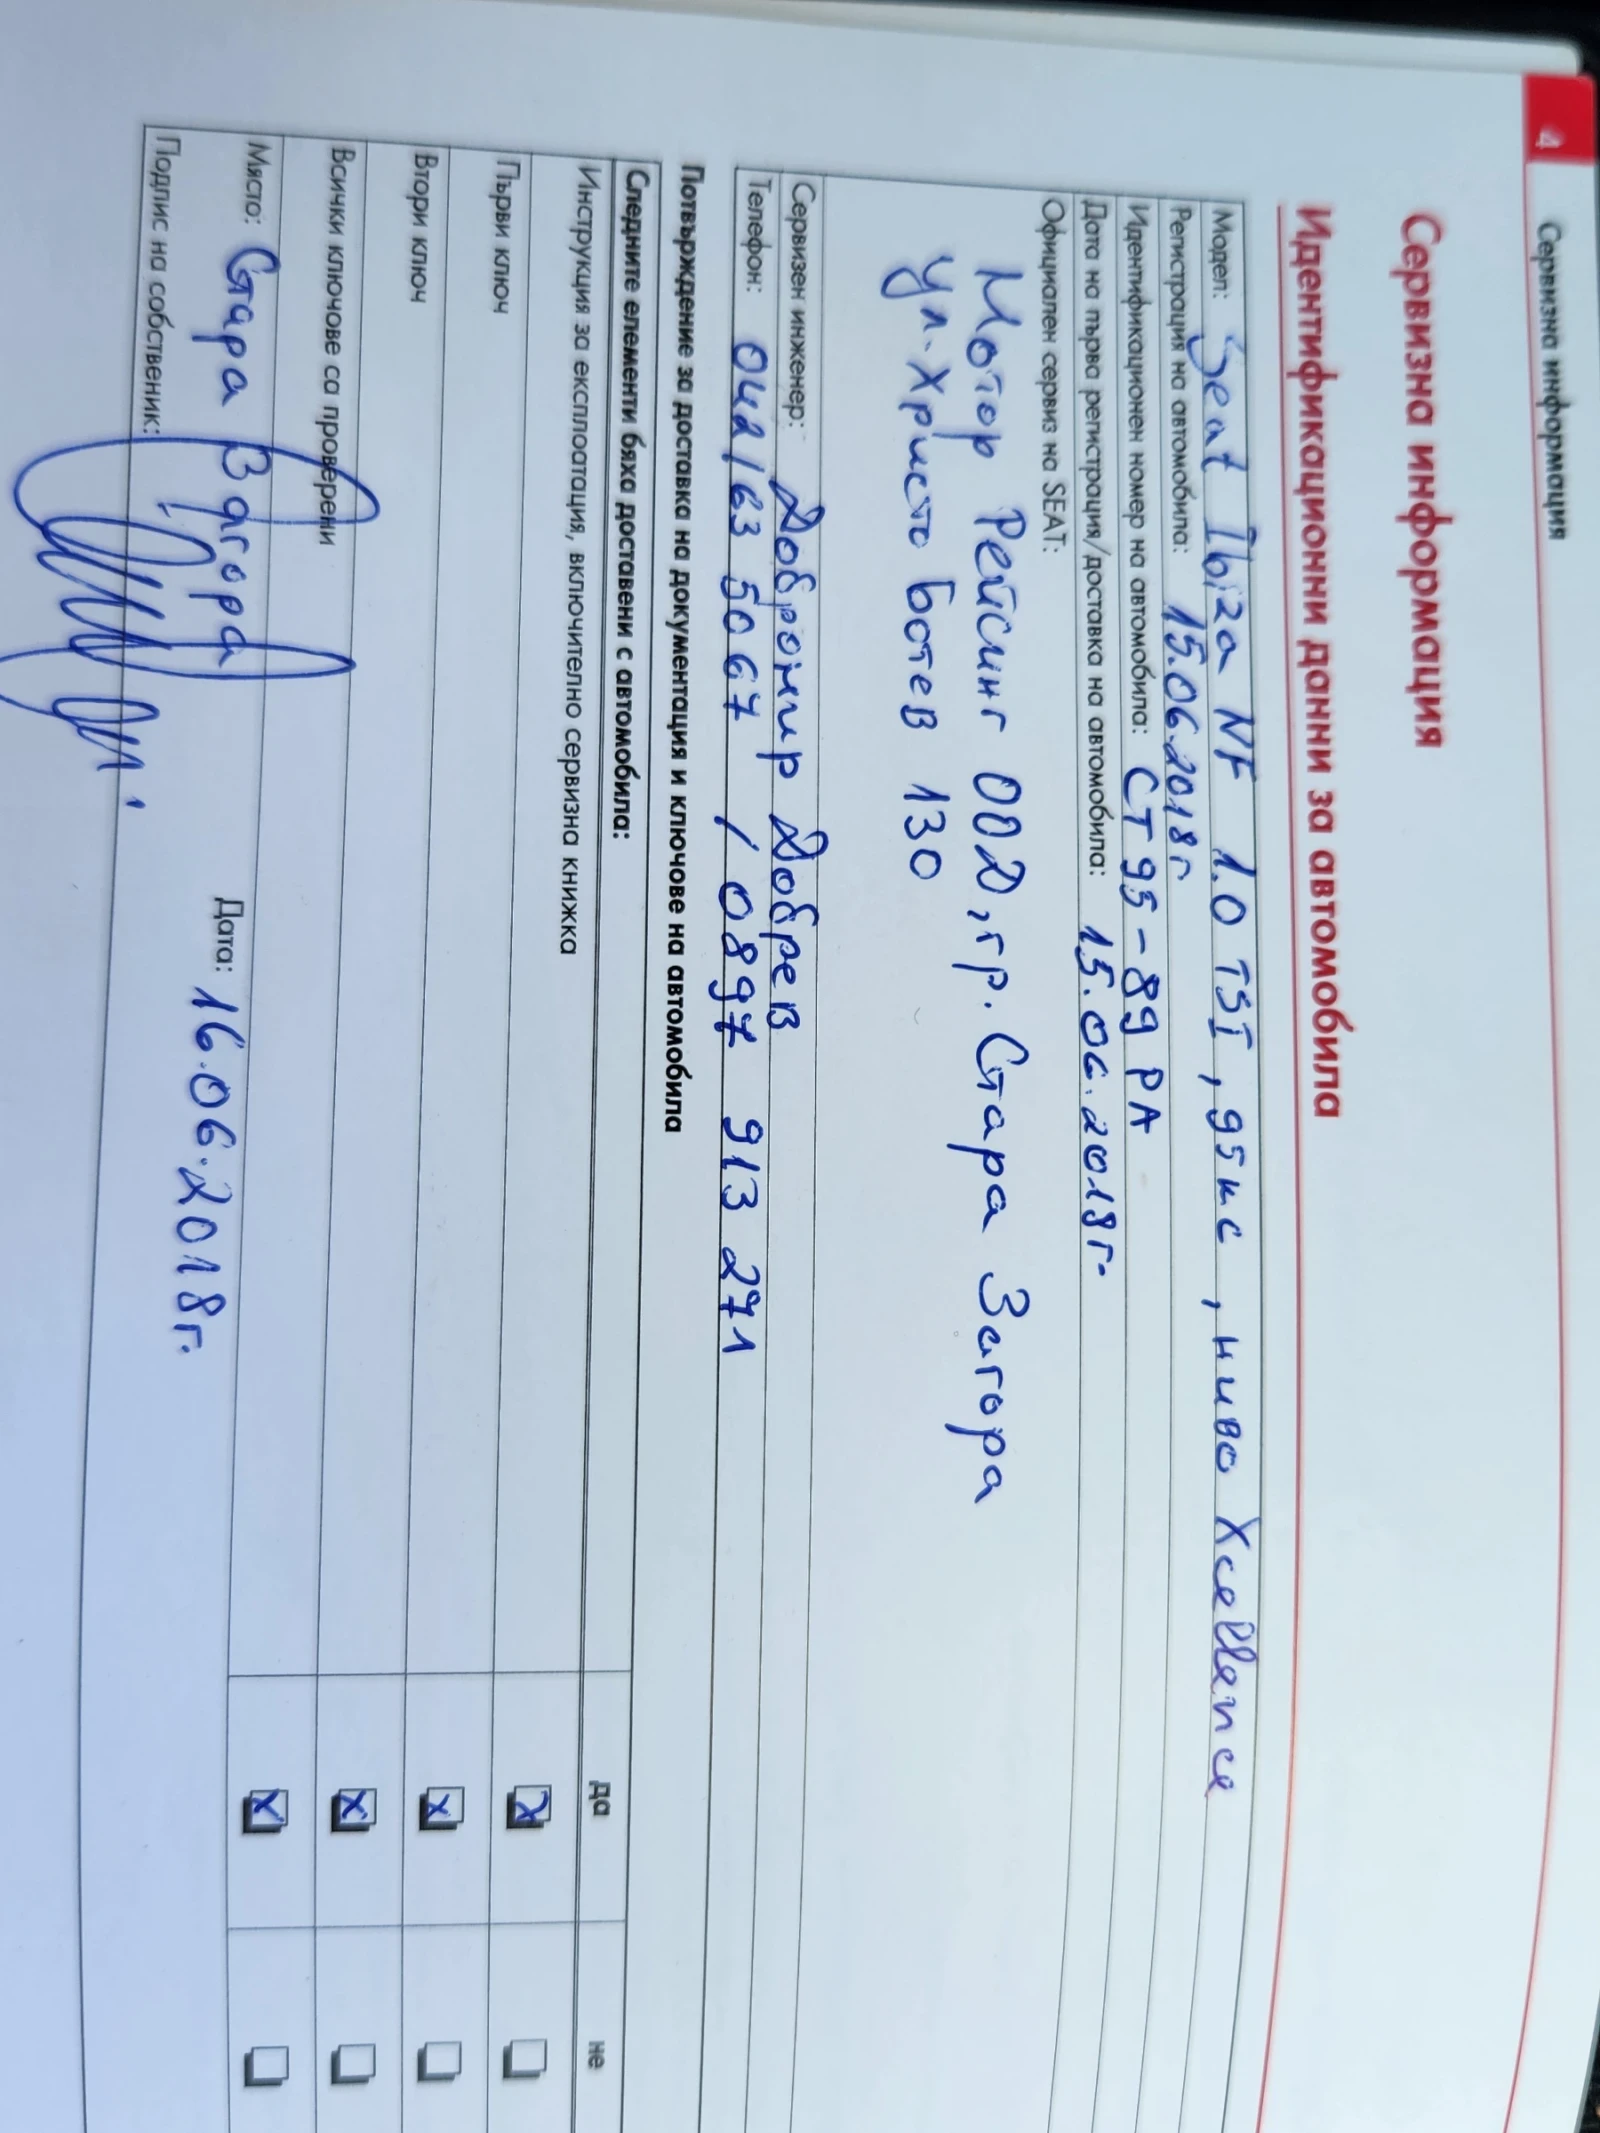 4 Сервизна информация
Сервизна информация
Идентификационни данни за автомобила
Модел: Seat Ibiza NF 1.0 TSI, 95кс, ниво Xcellence
Регистрация на автомобила: 15.06.2018г
Идентификационен номер на автомобила: СТ 95-89 РА
Дата на първа регистрация/доставка на автомобила: 15.06.2018г.
Официален сервиз на SEAT:
Мотор Рейсинг ООД, гр. Стара Загора
ул. Христо Ботев 130
Сервизен инженер: Добромир Добрев
Телефон: 042/63 50 67 / 0897 913 271
Потвърждение за доставка на документация и ключове на автомобила
Следните елементи бяха доставени с автомобила: да не
Инструкция за експлоатация, включително сервизна книжка
Първи ключ
Втори ключ
Всички ключове са проверени
Място: Стара Загора Дата: 16.06.2018г.
Подпис на собственик: